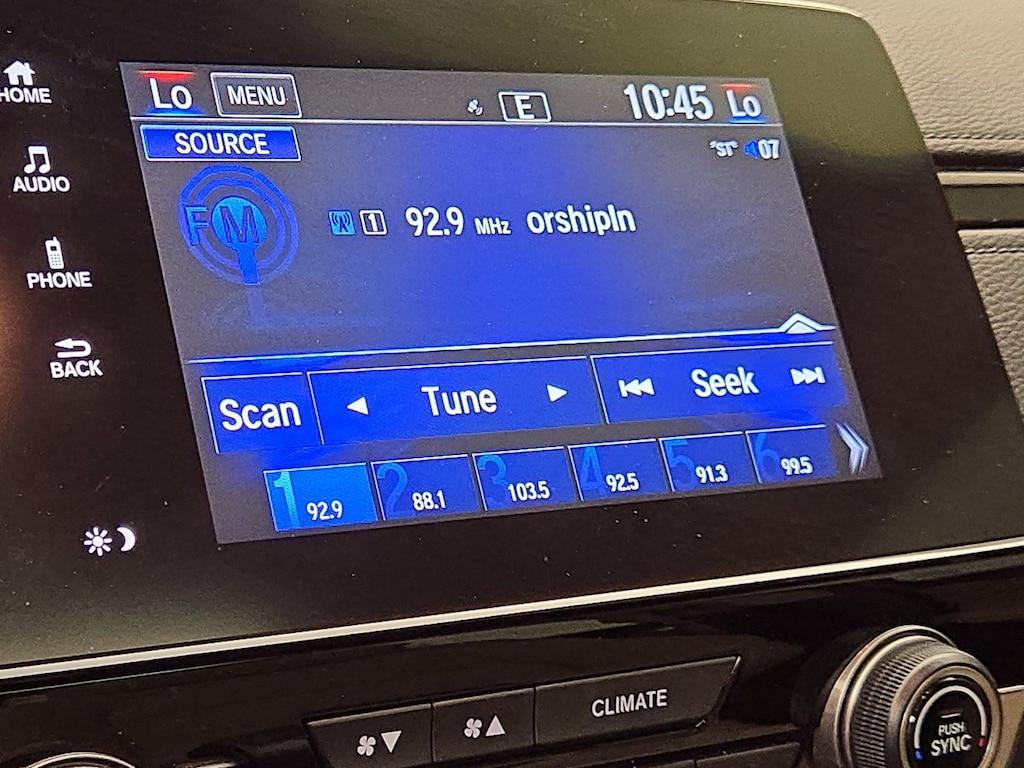 HOME
AUDIO
PHONE
BACK
Lo MENU E 10:45 Lo
SOURCE
"ST" 07
FM 1 92.9 MHz orshipIn
Scan Tune Seek
1 92.9 2 88.1 3 103.5 4 92.5 5 91.3 6 99.5
CLIMATE
PUSH
SYNC